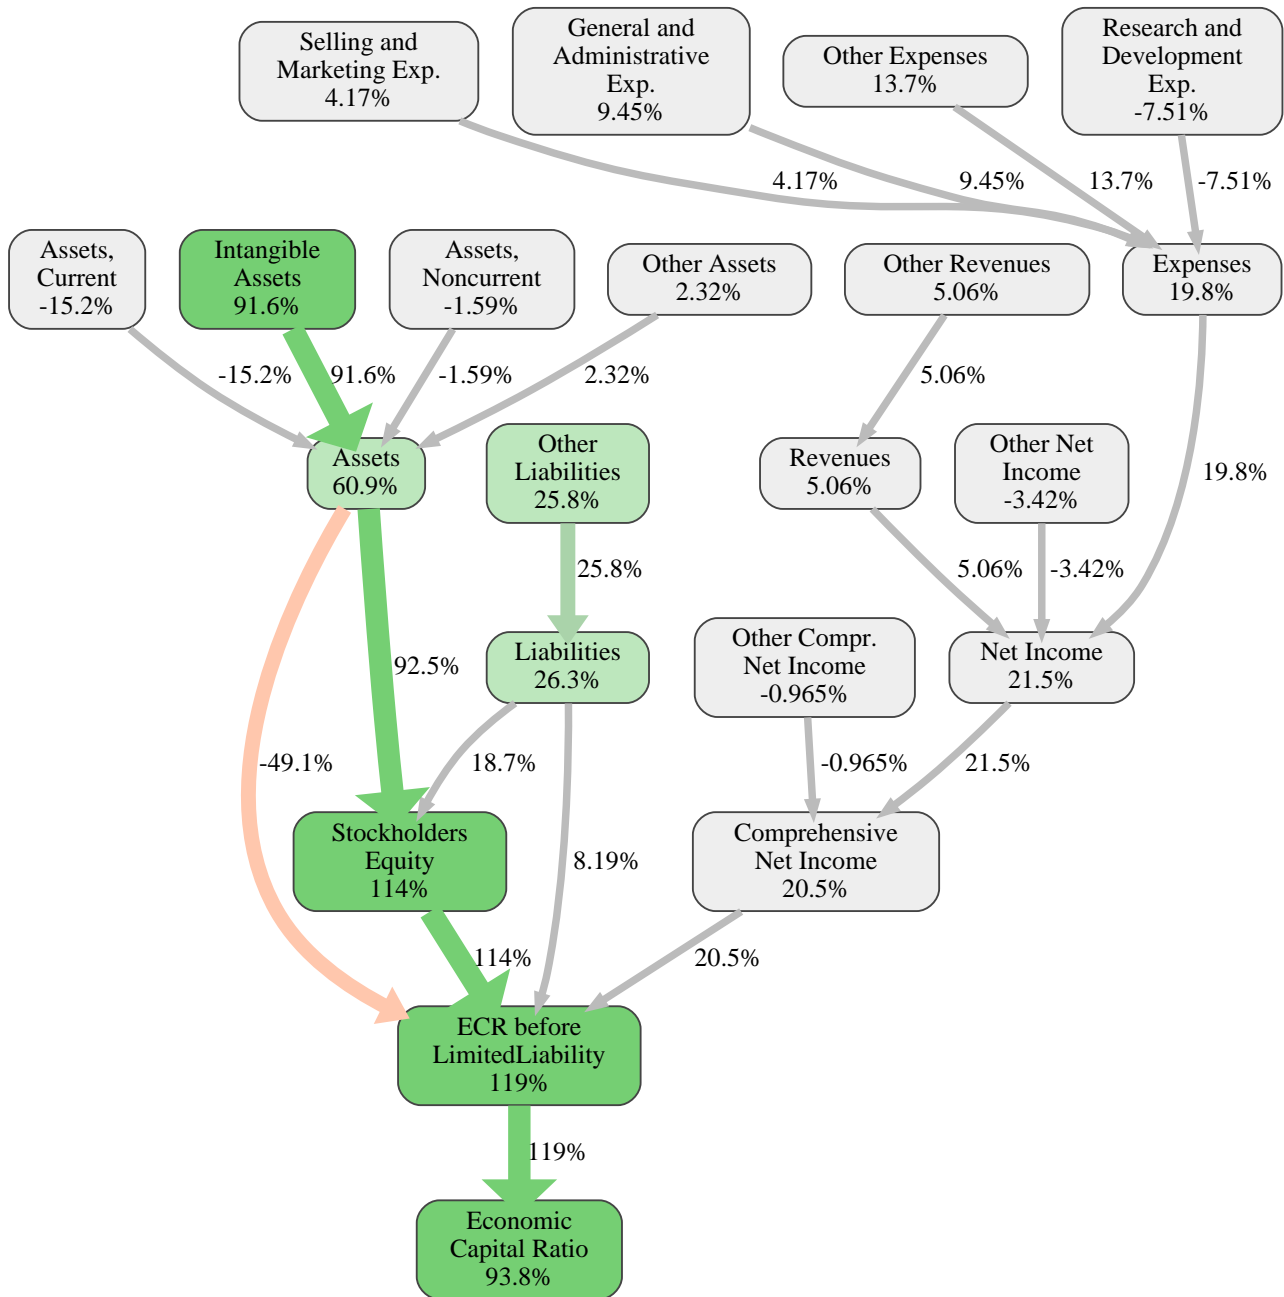 Selling and
Marketing Exp.
4.17%
General and
Administrative
Exp.
9.45%
Other Expenses
13.7%
Research and
Development
Exp.
-7.51%
4.17%
9.45%
13.7%
-7.51%
Assets,
Current
-15.2%
Intangible
Assets
91.6%
Assets,
Noncurrent
-1.59%
Other Assets
2.32%
Other Revenues
5.06%
Expenses
19.8%
-15.2%
91.6%
-1.59%
2.32%
5.06%
19.8%
Assets
60.9%
Other
Liabilities
25.8%
Revenues
5.06%
Other Net
Income
-3.42%
25.8%
5.06%
-3.42%
92.5%
Liabilities
26.3%
Other Compr.
Net Income
-0.965%
Net Income
21.5%
-49.1%
18.7%
-0.965%
21.5%
Stockholders
Equity
114%
8.19%
Comprehensive
Net Income
20.5%
114%
20.5%
ECR before
LimitedLiability
119%
119%
Economic
Capital Ratio
93.8%